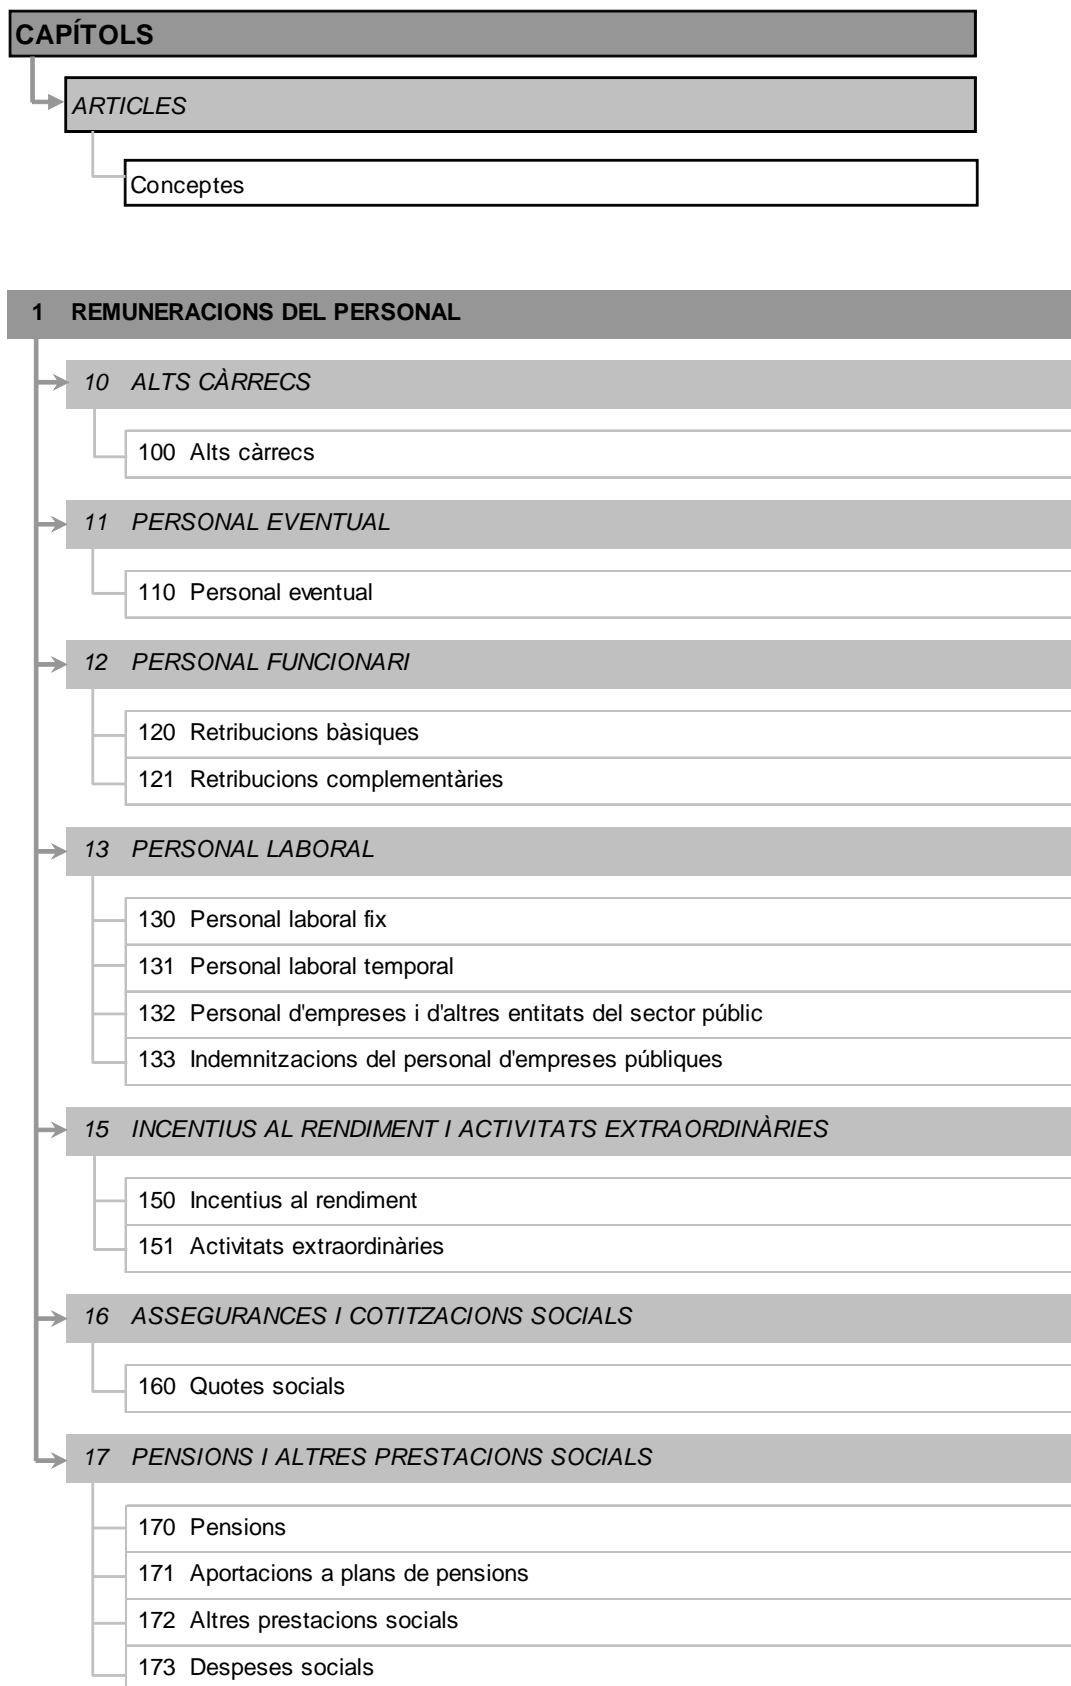 CAPÍTOLS
ARTICLES
Conceptes
1 REMUNERACIONS DEL PERSONAL
10 ALTS CÀRRECS
100 Alts càrrecs
11 PERSONAL EVENTUAL
110 Personal eventual
12 PERSONAL FUNCIONARI
120 Retribucions bàsiques
121 Retribucions complementàries
13 PERSONAL LABORAL
130 Personal laboral fix
131 Personal laboral temporal
132 Personal d'empreses i d'altres entitats del sector públic
133 Indemnitzacions del personal d'empreses públiques
15 INCENTIUS AL RENDIMENT I ACTIVITATS EXTRAORDINÀRIES
150 Incentius al rendiment
151 Activitats extraordinàries
16 ASSEGURANCES I COTITZACIONS SOCIALS
160 Quotes socials
17 PENSIONS I ALTRES PRESTACIONS SOCIALS
170 Pensions
171 Aportacions a plans de pensions
172 Altres prestacions socials
173 Despeses socials